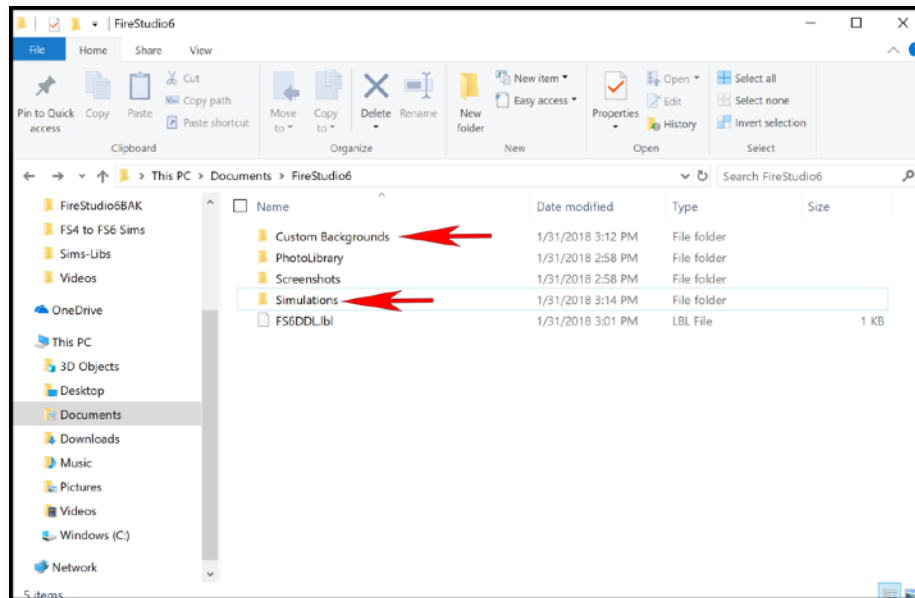 FireStudio6
File Home Share View
Pin to Quick access
Copy
Paste
Cut
Copy path
Paste shortcut
Clipboard
Move to
Copy to
Delete
Rename
Organize
New folder
New item
Easy access
New
Properties
Open
Edit
History
Open
Select all
Select none
Invert selection
Select
This PC > Documents > FireStudio6
Search FireStudio6
FireStudio6BAK
FS4 to FS6 Sims
Sims-Libs
Videos
OneDrive
This PC
3D Objects
Desktop
Documents
Downloads
Music
Pictures
Videos
Windows (C:)
Network
Name Date modified Type Size
Custom Backgrounds 1/31/2018 3:12 PM File folder
PhotoLibrary 1/31/2018 2:58 PM File folder
Screenshots 1/31/2018 2:58 PM File folder
Simulations 1/31/2018 3:14 PM File folder
FS6DDL.lbl 1/31/2018 3:01 PM LBL File 1 KB
5 items